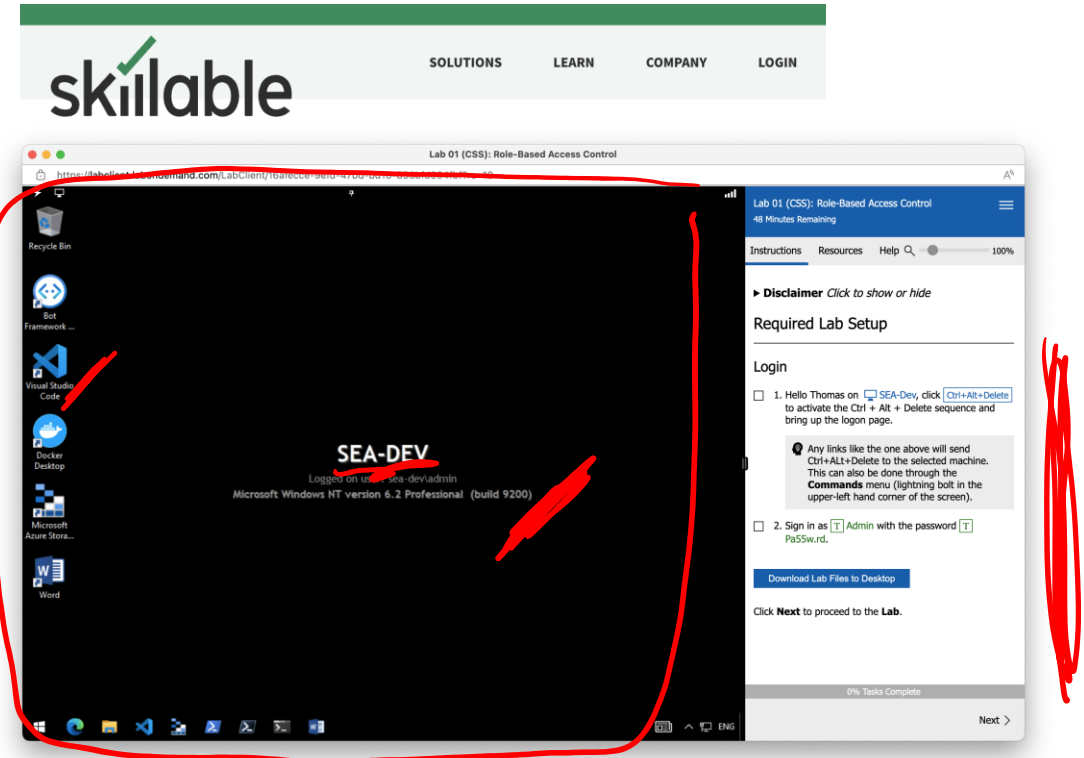 skillable
SOLUTIONS LEARN COMPANY LOGIN
Lab 01 (CSS): Role-Based Access Control
https://labclient.labondemand.com/LabClient/
Recycle Bin
Bot
Framework ...
Visual Studio
Code
Docker
Desktop
Microsoft
Azure Stora...
Word
SEA-DEV
Logged on user: sea-dev\admin
Microsoft Windows NT version 6.2 Professional (build 9200)
ENG
Lab 01 (CSS): Role-Based Access Control
48 Minutes Remaining
Instructions Resources Help 100%
Disclaimer Click to show or hide
Required Lab Setup
Login
1. Hello Thomas on SEA-Dev, click Ctrl+Alt+Delete
to activate the Ctrl + Alt + Delete sequence and
bring up the logon page.
Any links like the one above will send
Ctrl+ALt+Delete to the selected machine.
This can also be done through the
Commands menu (lightning bolt in the
upper-left hand corner of the screen).
2. Sign in as T Admin with the password T
Pa55w.rd.
Download Lab Files to Desktop
Click Next to proceed to the Lab.
0% Tasks Complete
Next >